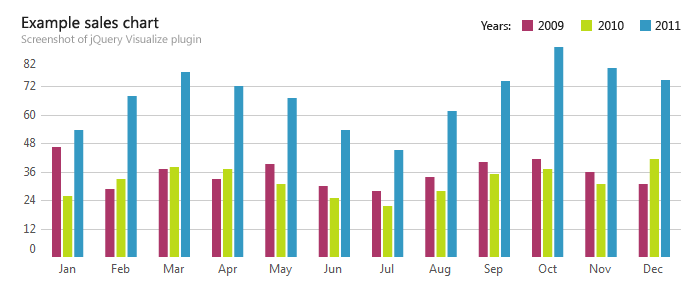 Example sales chart
Screenshot of jQuery Visualize plugin
Years: 2009 2010 2011
82
72
60
48
36
24
12
0
Jan Feb Mar Apr May Jun Jul Aug Sep Oct Nov Dec